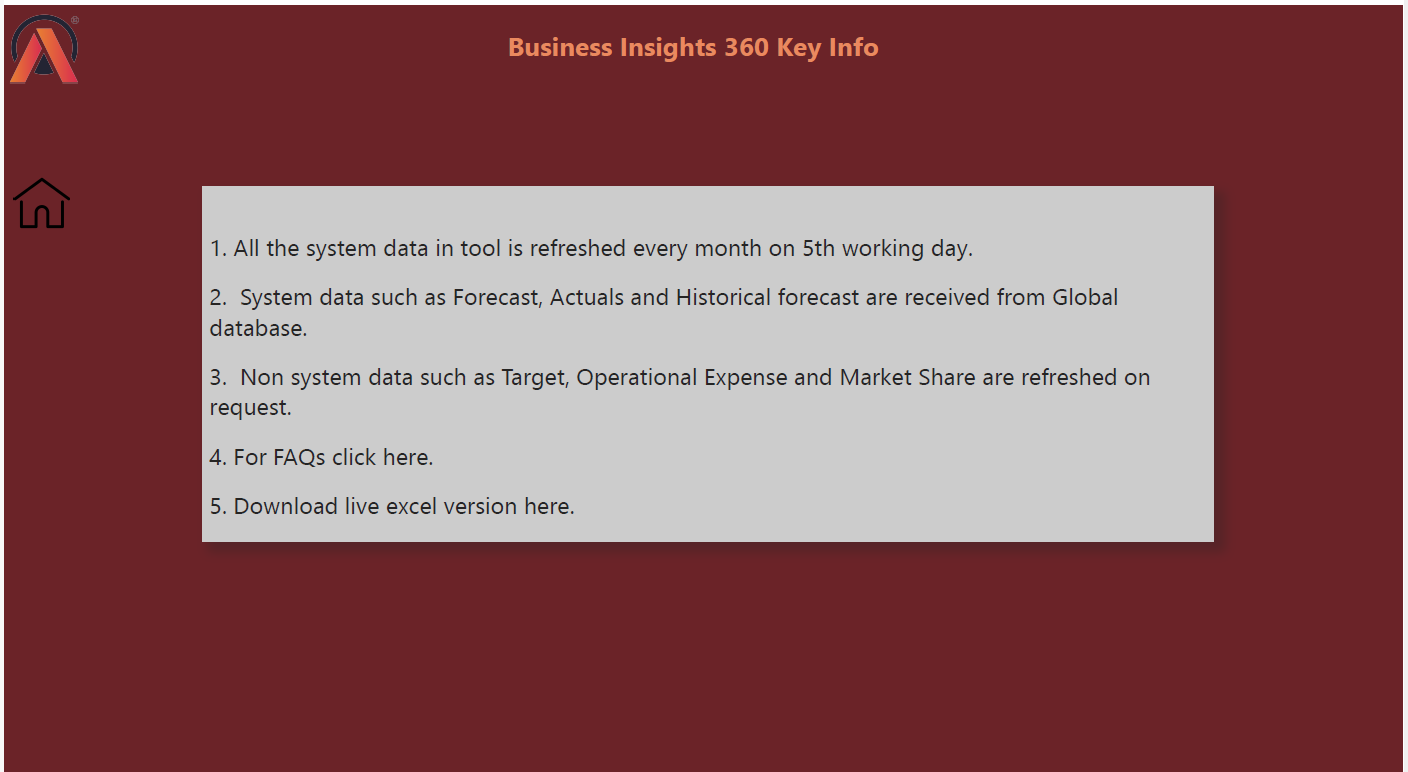 ®
Business Insights 360 Key Info
1. All the system data in tool is refreshed every month on 5th working day.
2.  System data such as Forecast, Actuals and Historical forecast are received from Global
database.
3.  Non system data such as Target, Operational Expense and Market Share are refreshed on
request.
4. For FAQs click here.
5. Download live excel version here.